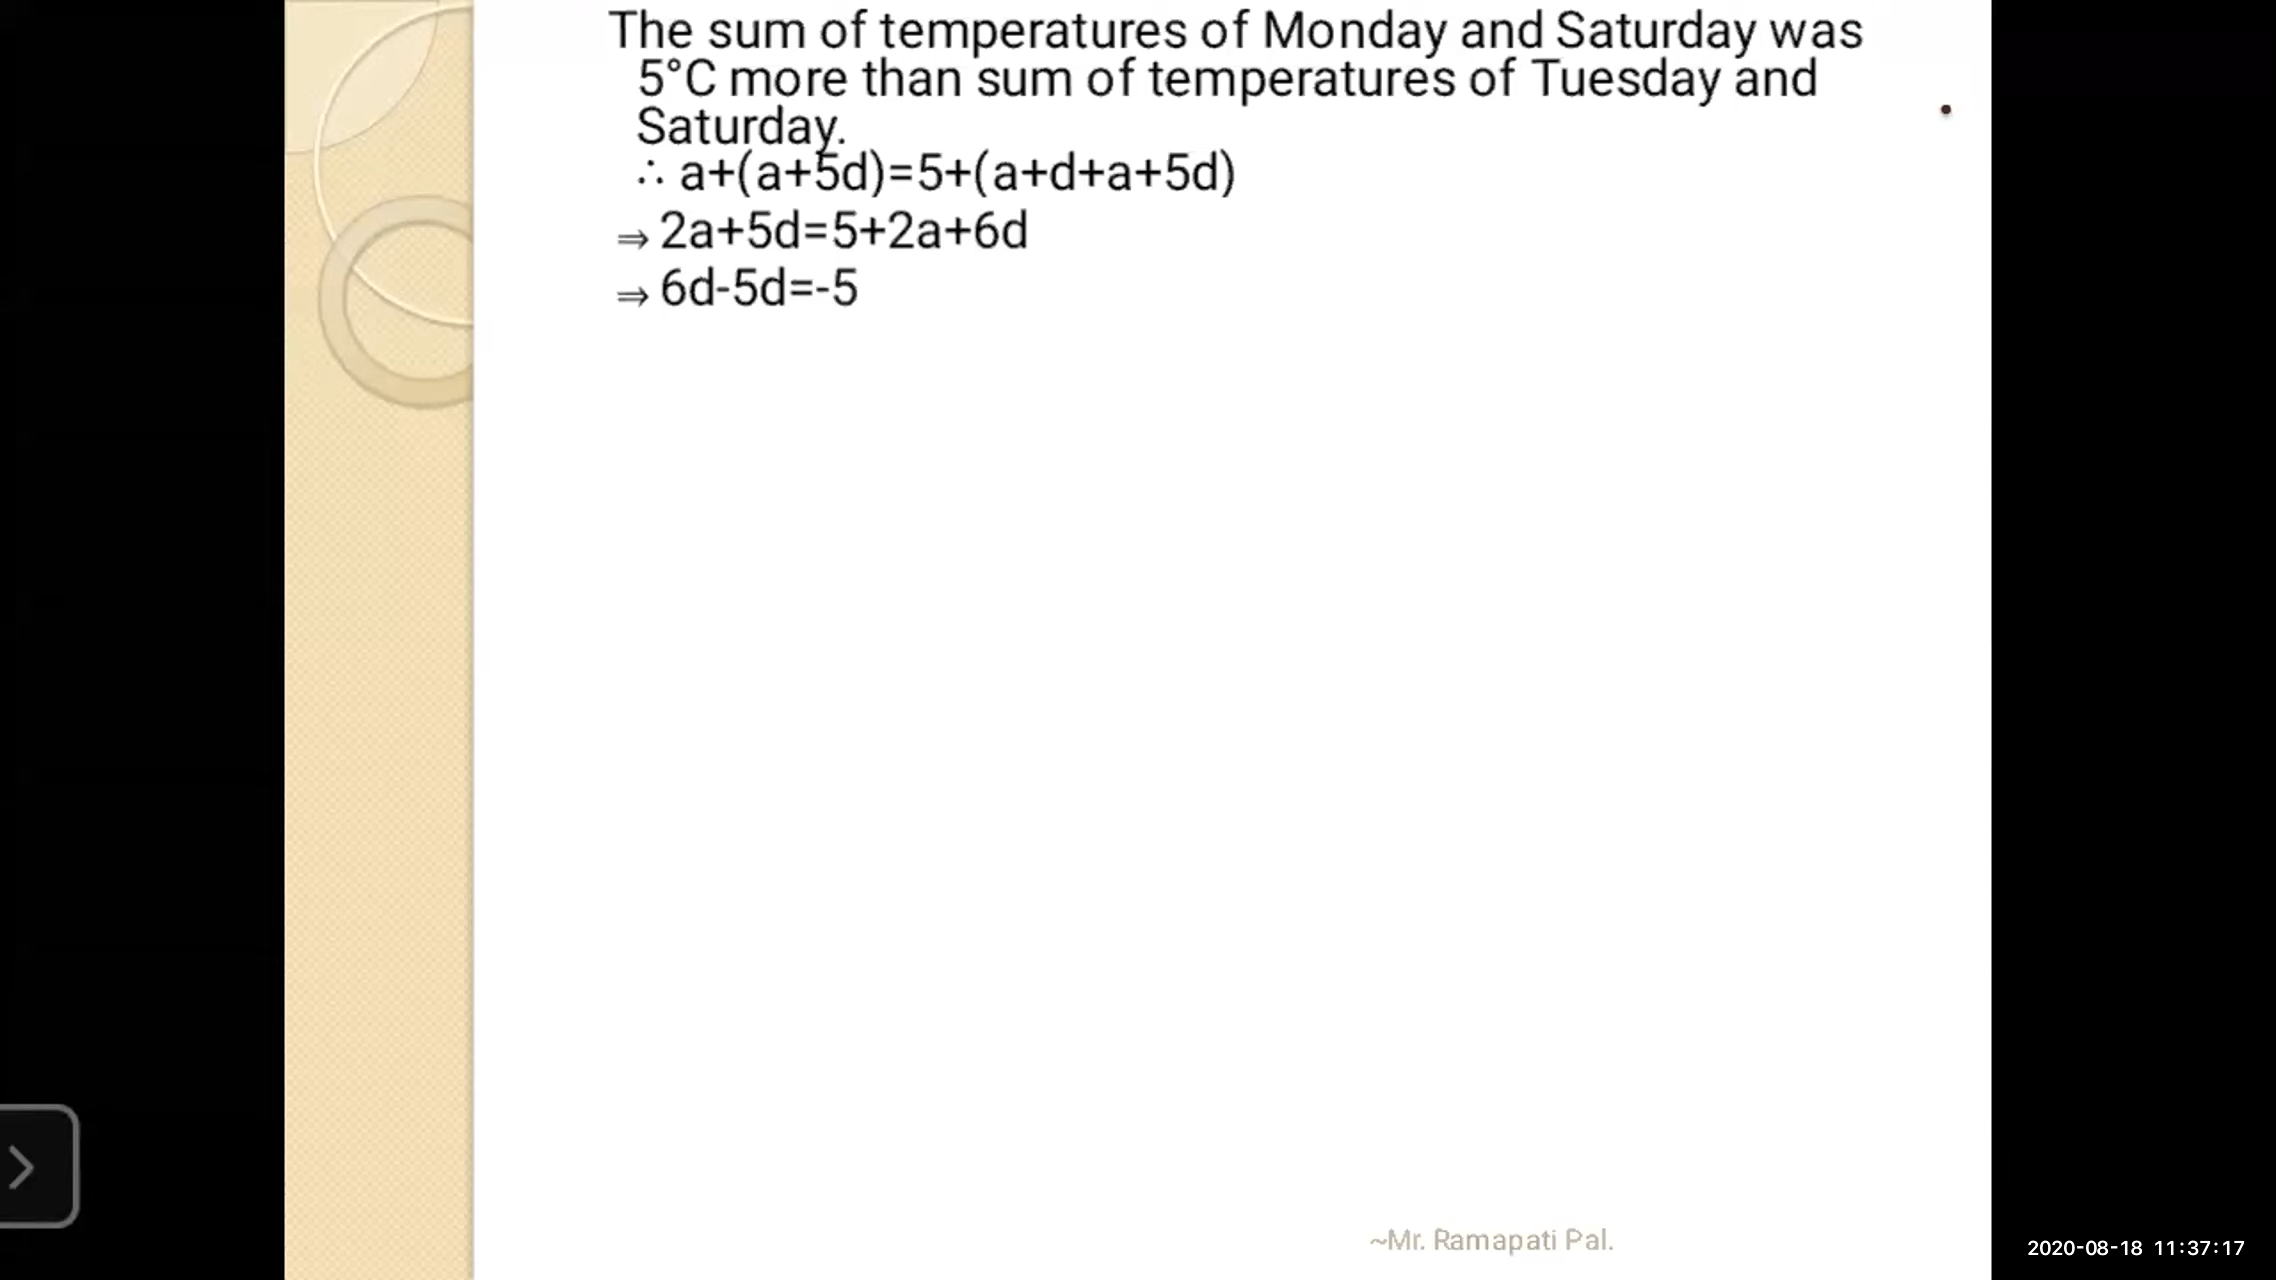 The sum of temperatures of Monday and Saturday was
5°C more than sum of temperatures of Tuesday and
Saturday.
∴ a+(a+5d)=5+(a+d+a+5d)
⇒ 2a+5d=5+2a+6d
⇒ 6d-5d=-5
~Mr. Ramapati Pal.
2020-08-18 11:37:17